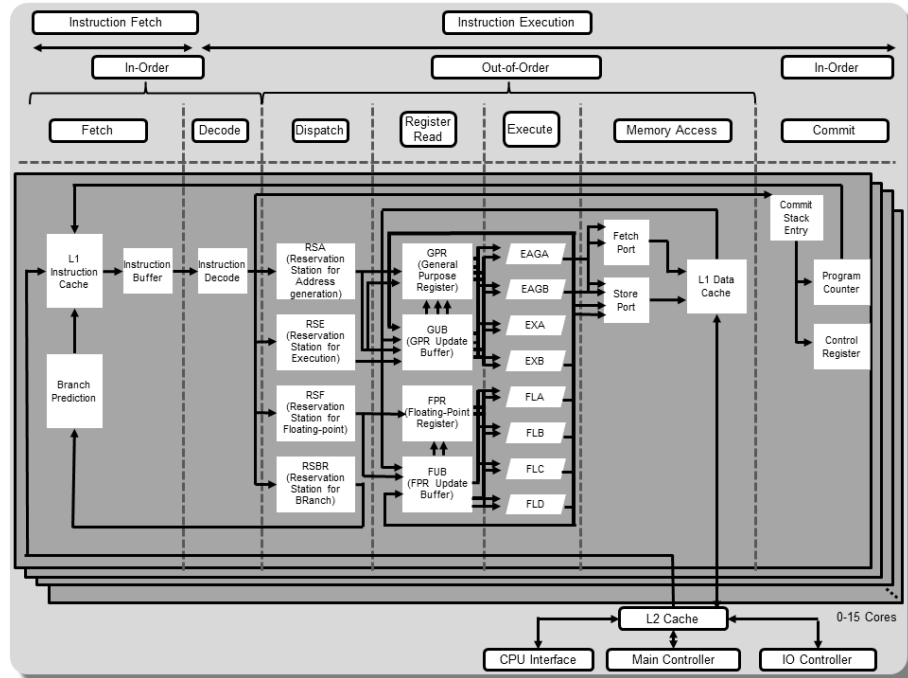 Instruction Fetch
Instruction Execution
In-Order
Out-of-Order
In-Order
Fetch
Decode
Dispatch
Register
Read
Execute
Memory Access
Commit
L1
Instruction
Cache
Instruction
Buffer
Instruction
Decode
Branch
Prediction
RSA
(Reservation
Station for
Address
generation)
RSE
(Reservation
Station for
Execution)
RSF
(Reservation
Station for
Floating-point)
RSBR
(Reservation
Station for
BRanch)
GPR
(General
Purpose
Register)
GUB
(GPR Update
Buffer)
FPR
(Floating-Point
Register)
FUB
(FPR Update
Buffer)
EAGA
EAGB
EXA
EXB
FLA
FLB
FLC
FLD
Fetch
Port
Store
Port
L1 Data
Cache
Commit
Stack
Entry
Program
Counter
Control
Register
L2 Cache
0-15 Cores
CPU Interface
Main Controller
IO Controller